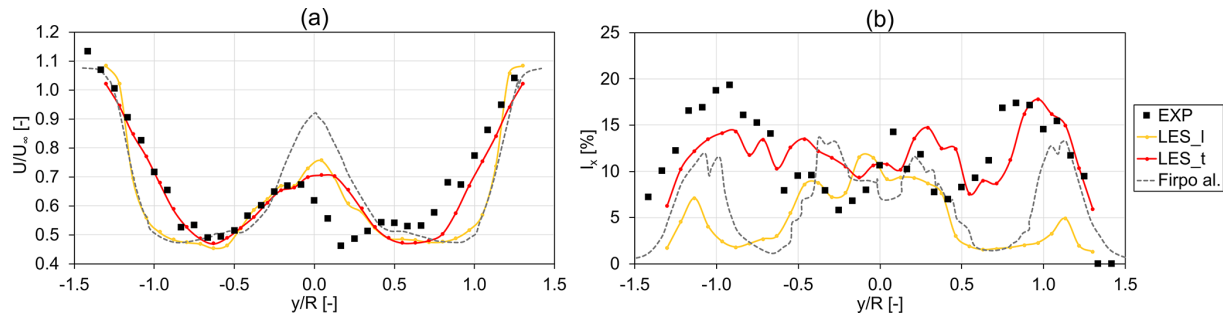 (a)
1.2
1.1
1.0
0.9
0.8
0.7
0.6
0.5
0.4
U/U∞ [-]
-1.5 -1.0 -0.5 0.0 0.5 1.0 1.5
y/R [-]
(b)
25
20
15
10
5
0
Ix [%]
-1.5 -1.0 -0.5 0.0 0.5 1.0 1.5
y/R [-]
EXP
LES_l
LES_t
Firpo al.